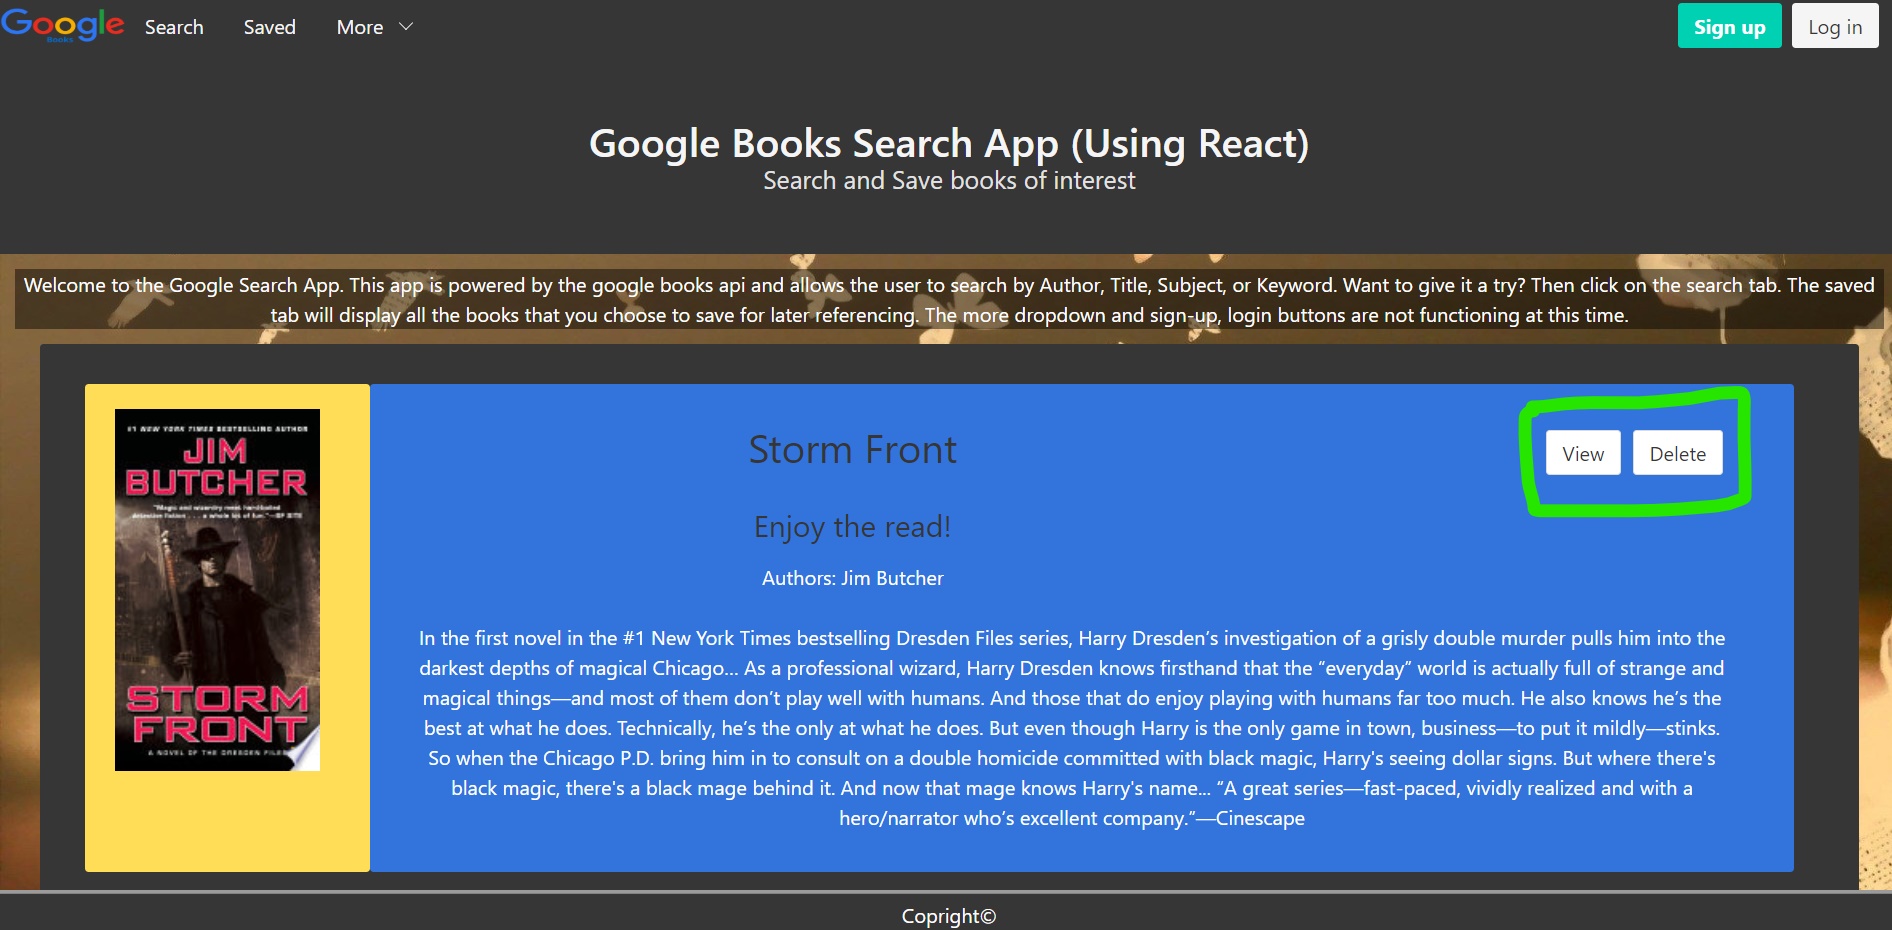 Google
Books
Search
Saved
More
Sign up
Log in
Google Books Search App (Using React)
Search and Save books of interest
Welcome to the Google Search App. This app is powered by the google books api and allows the user to search by Author, Title, Subject, or Keyword. Want to give it a try? Then click on the search tab. The saved
tab will display all the books that you choose to save for later referencing. The more dropdown and sign-up, login buttons are not functioning at this time.
#1 NEW YORK TIMES BESTSELLING AUTHOR
JIM
BUTCHER
"Magic and wizardry meet hard-boiled
detective fiction . . . a whole lot of fun."
STORM
FRONT
A NOVEL OF THE DRESDEN FILES
Storm Front
View
Delete
Enjoy the read!
Authors: Jim Butcher
In the first novel in the #1 New York Times bestselling Dresden Files series, Harry Dresden’s investigation of a grisly double murder pulls him into the
darkest depths of magical Chicago... As a professional wizard, Harry Dresden knows firsthand that the “everyday” world is actually full of strange and
magical things—and most of them don’t play well with humans. And those that do enjoy playing with humans far too much. He also knows he’s the
best at what he does. Technically, he’s the only at what he does. But even though Harry is the only game in town, business—to put it mildly—stinks.
So when the Chicago P.D. bring him in to consult on a double homicide committed with black magic, Harry's seeing dollar signs. But where there's
black magic, there's a black mage behind it. And now that mage knows Harry's name... “A great series—fast-paced, vividly realized and with a
hero/narrator who’s excellent company.”—Cinescape
Copright©